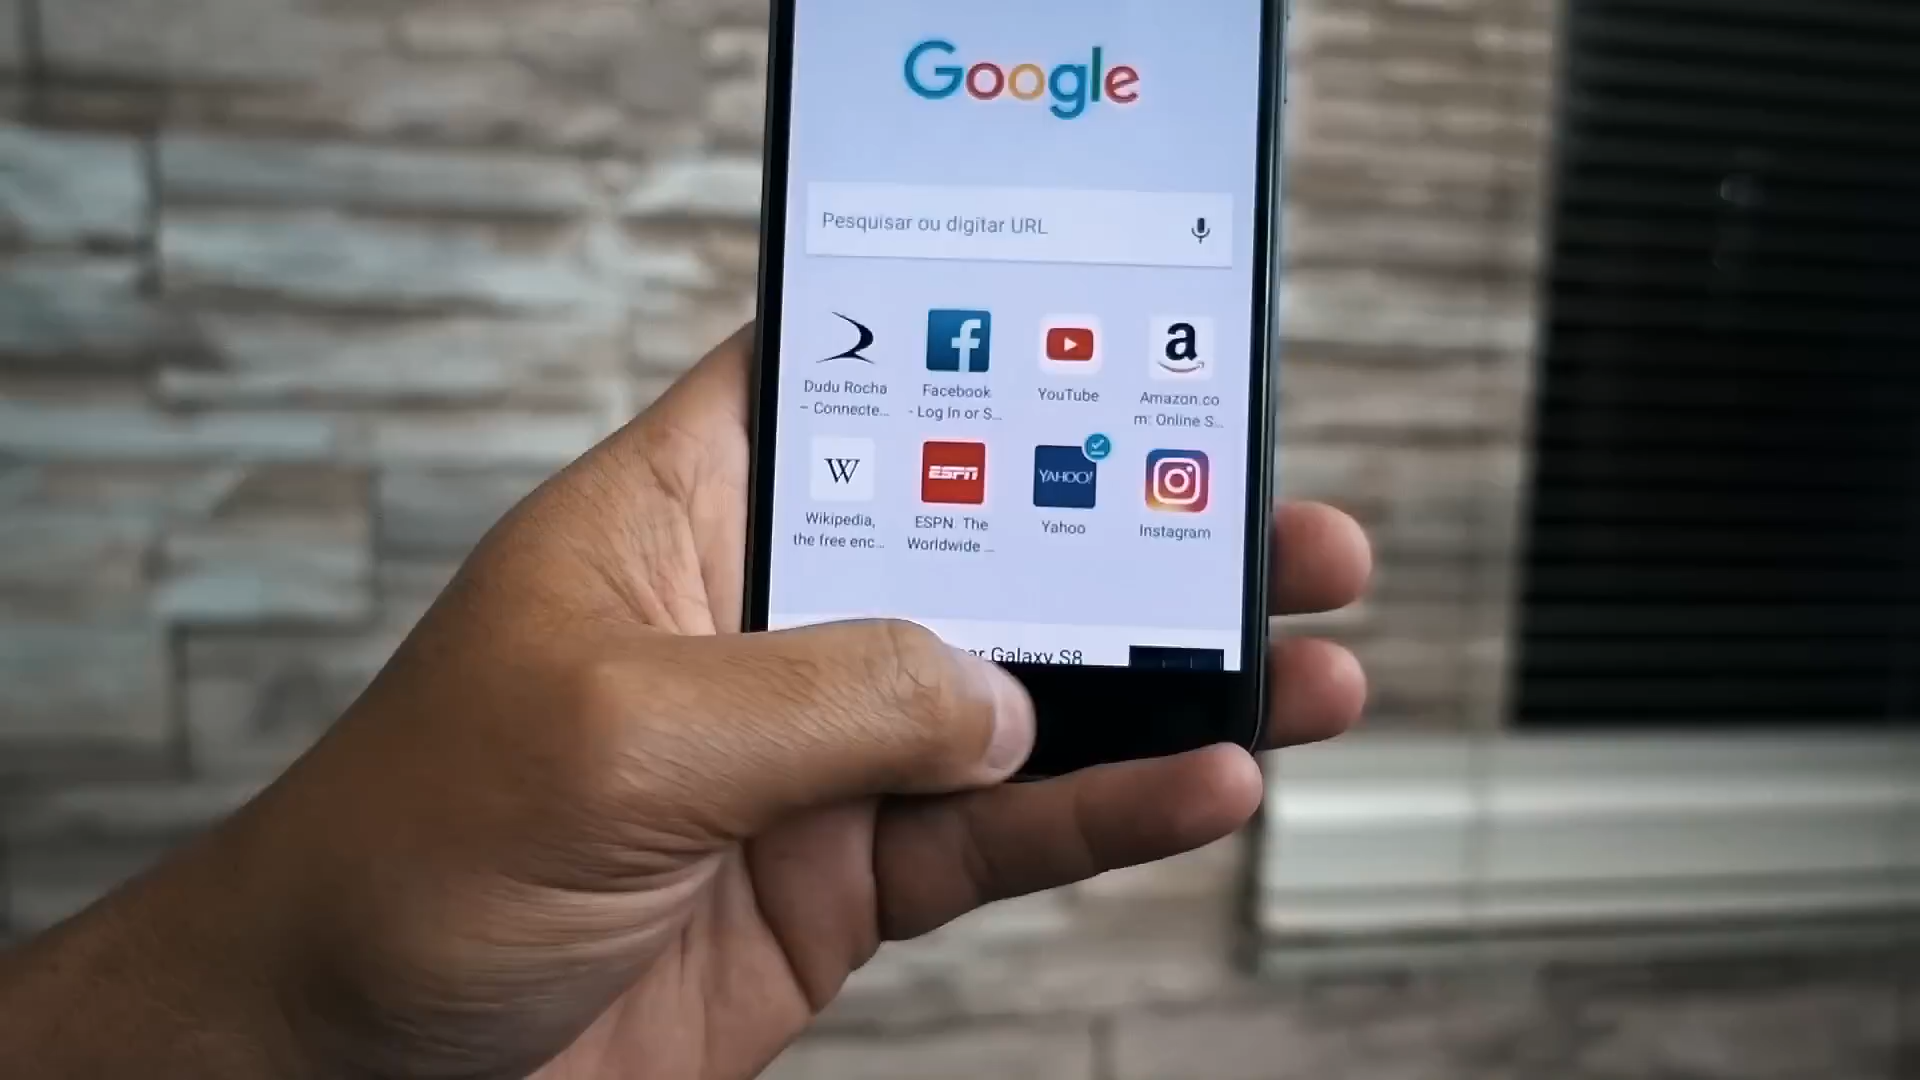 Google
Pesquisar ou digitar URL
Dudu Rocha
– Connecte...
Facebook
- Log In or S...
YouTube
a
Amazon.co
m: Online S...
W
Wikipedia,
the free enc...
ESPN
ESPN: The
Worldwide ...
YAHOO!
Yahoo
Instagram
Galaxy S8